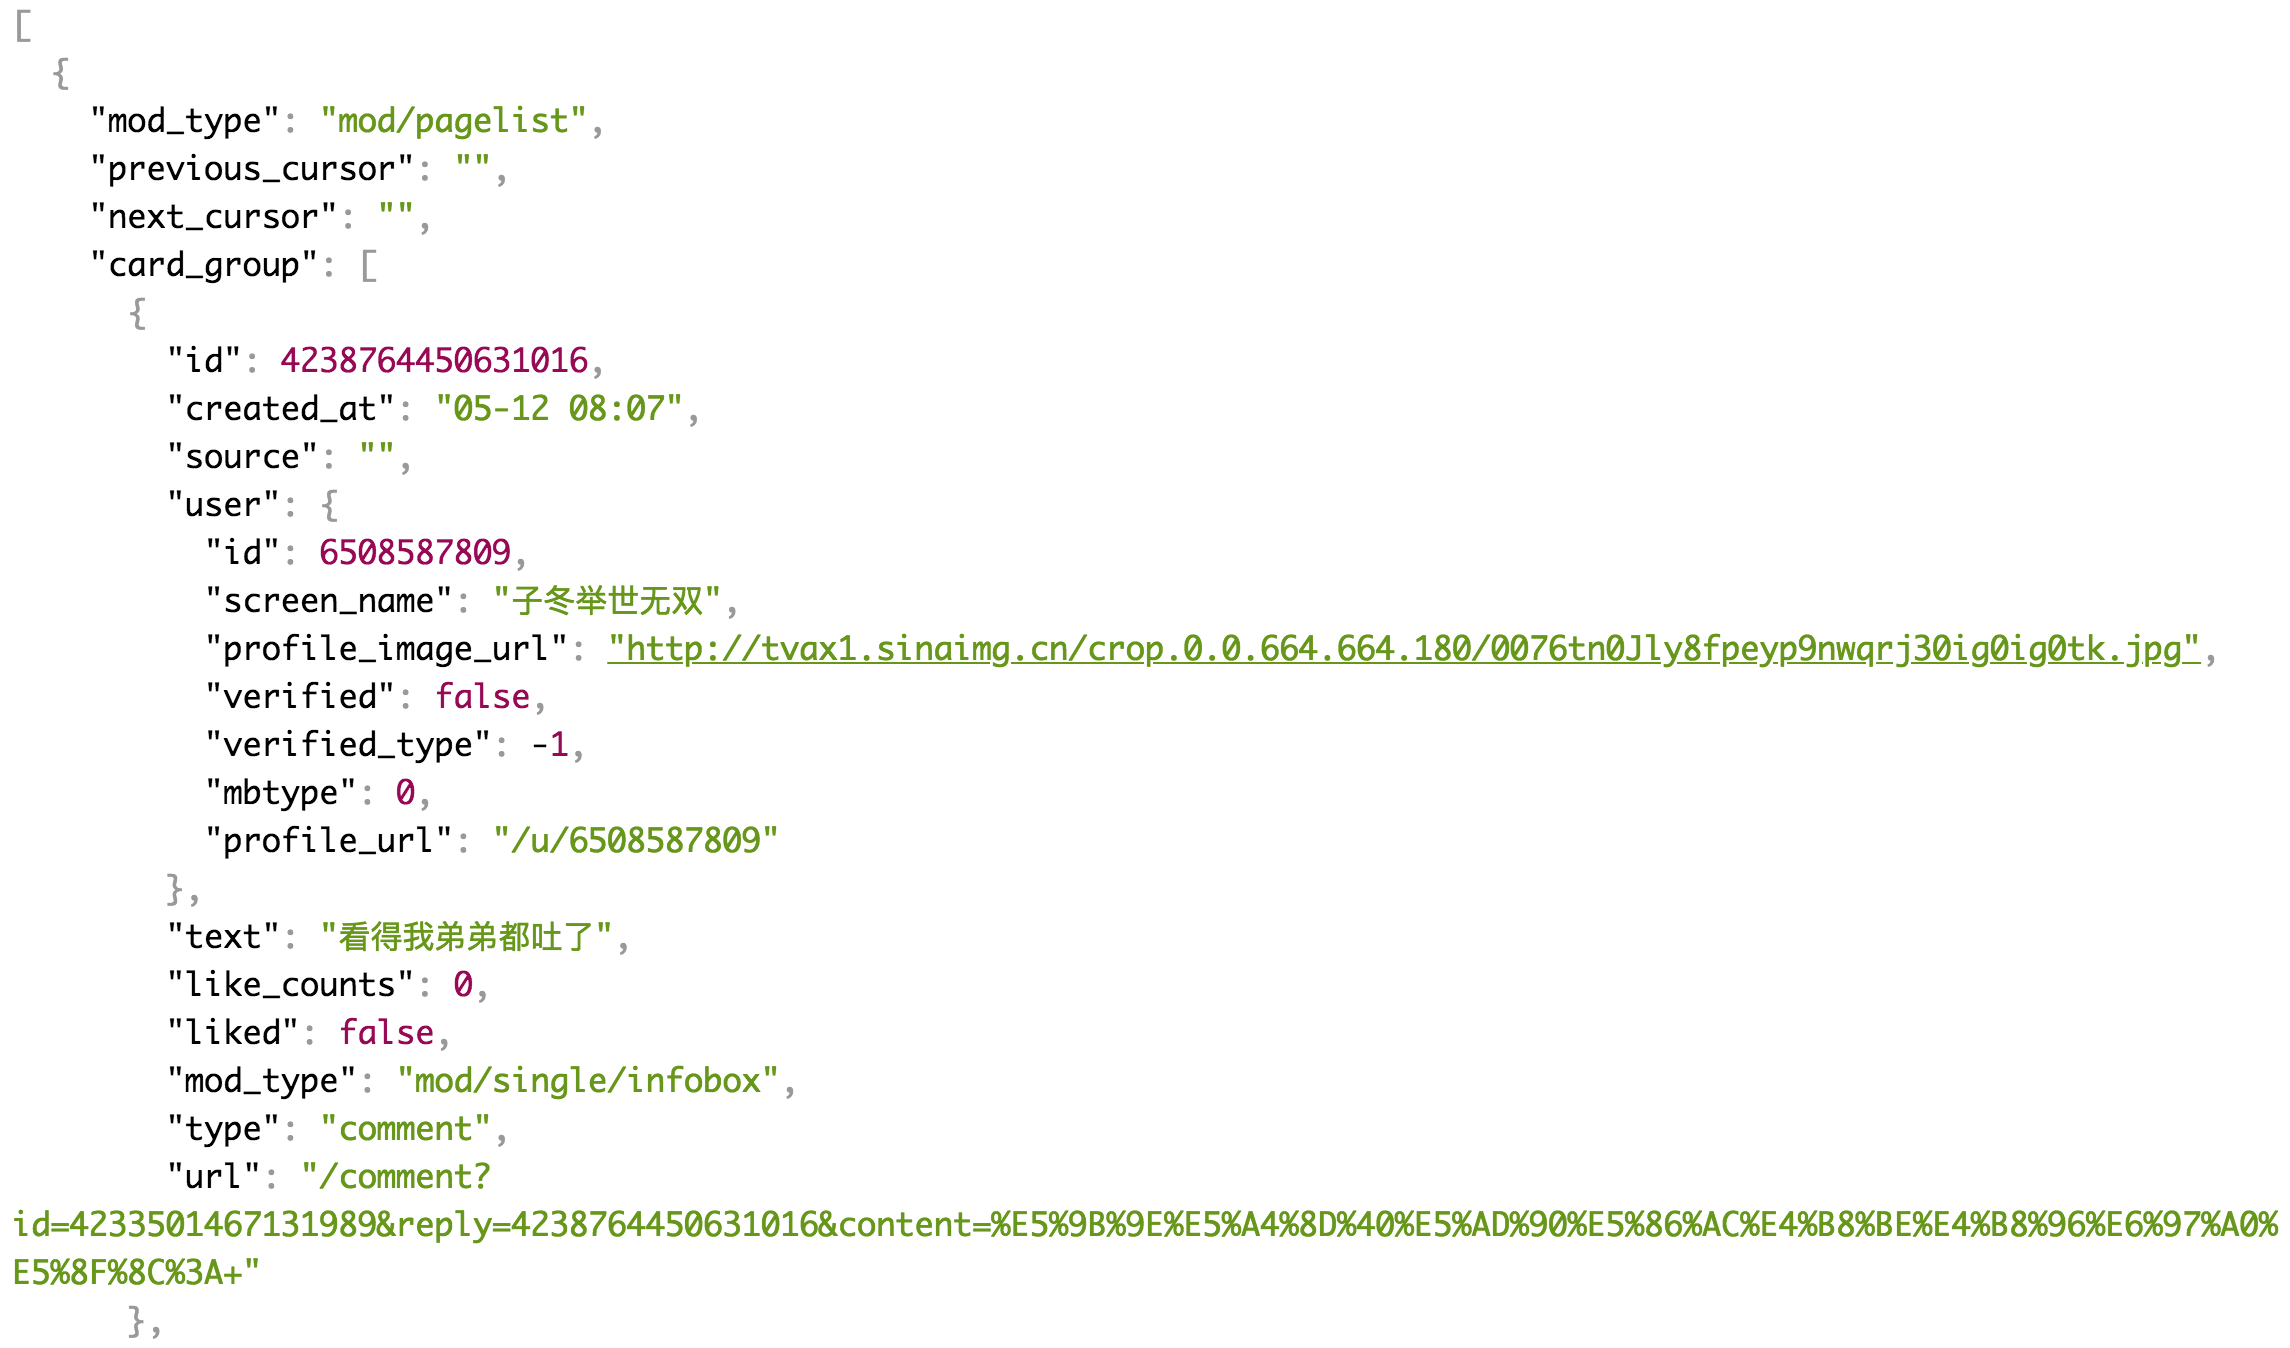 [
{
"mod_type": "mod/pagelist",
"previous_cursor": "",
"next_cursor": "",
"card_group": [
{
"id": 4238764450631016,
"created_at": "05-12 08:07",
"source": "",
"user": {
"id": 6508587809,
"screen_name": "子冬举世无双",
"profile_image_url": "http://tvax1.sinaimg.cn/crop.0.0.664.664.180/0076tn0Jly8fpeyp9nwqrj30ig0ig0tk.jpg",
"verified": false,
"verified_type": -1,
"mbtype": 0,
"profile_url": "/u/6508587809"
},
"text": "看得我弟弟都吐了",
"like_counts": 0,
"liked": false,
"mod_type": "mod/single/infobox",
"type": "comment",
"url": "/comment?
id=4233501467131989&reply=4238764450631016&content=%E5%9B%9E%E5%A4%8D%40%E5%AD%90%E5%86%AC%E4%B8%BE%E4%B8%96%E6%97%A0%
E5%8F%8C%3A+"
},